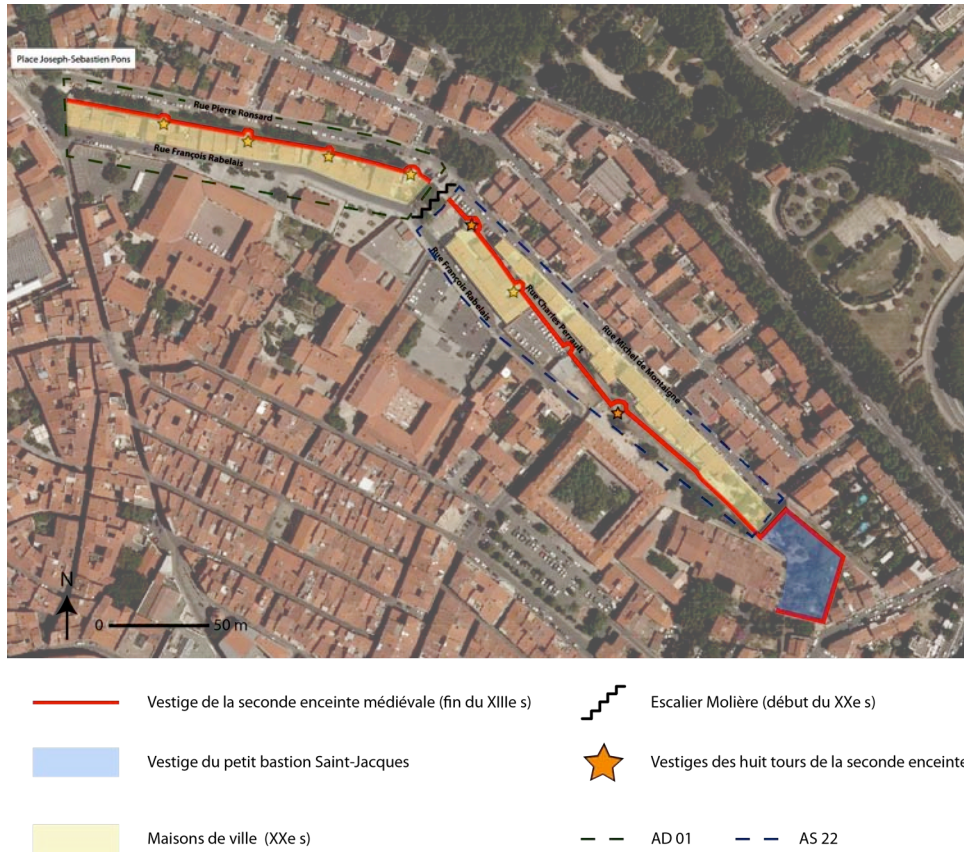 Place Joseph-Sebastien Pons
Rue Pierre Ronsard
Rue François Rabelais
Rue François Rabelais
Rue Charles Perrault
Rue Michel de Montaigne
N
0 50 m
Vestige de la seconde enceinte médiévale (fin du XIIIe s)
Escalier Molière (début du XXe s)
Vestige du petit bastion Saint-Jacques
Vestiges des huit tours de la seconde enceinte
Maisons de ville (XXe s)
AD 01
AS 22